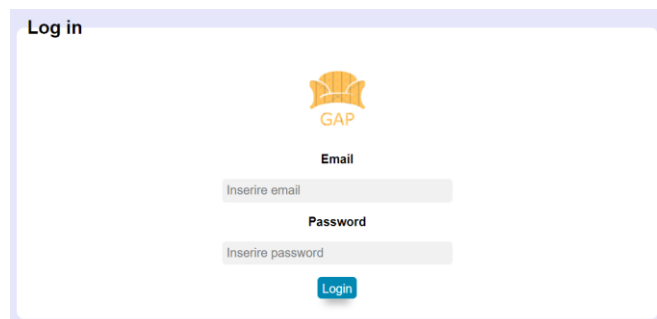 Log in
GAP
Email
Inserire email
Password
Inserire password
Login